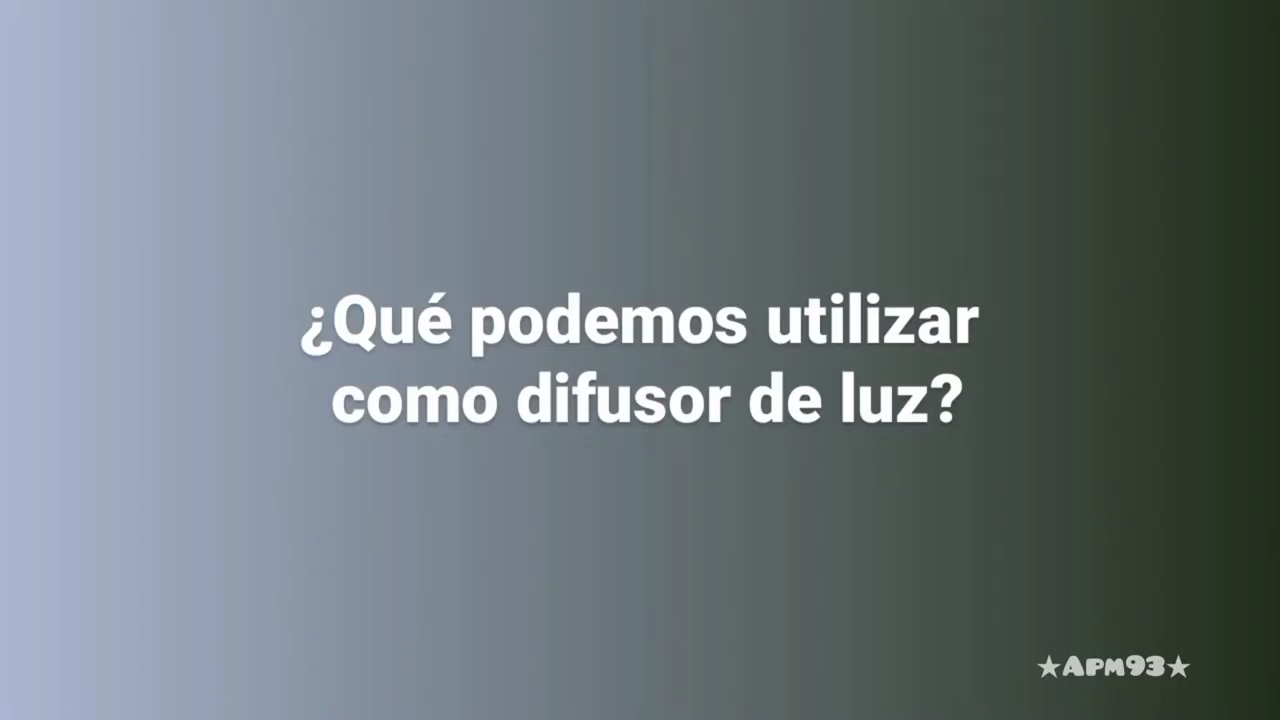 ¿Qué podemos utilizar
como difusor de luz?
★APM93★